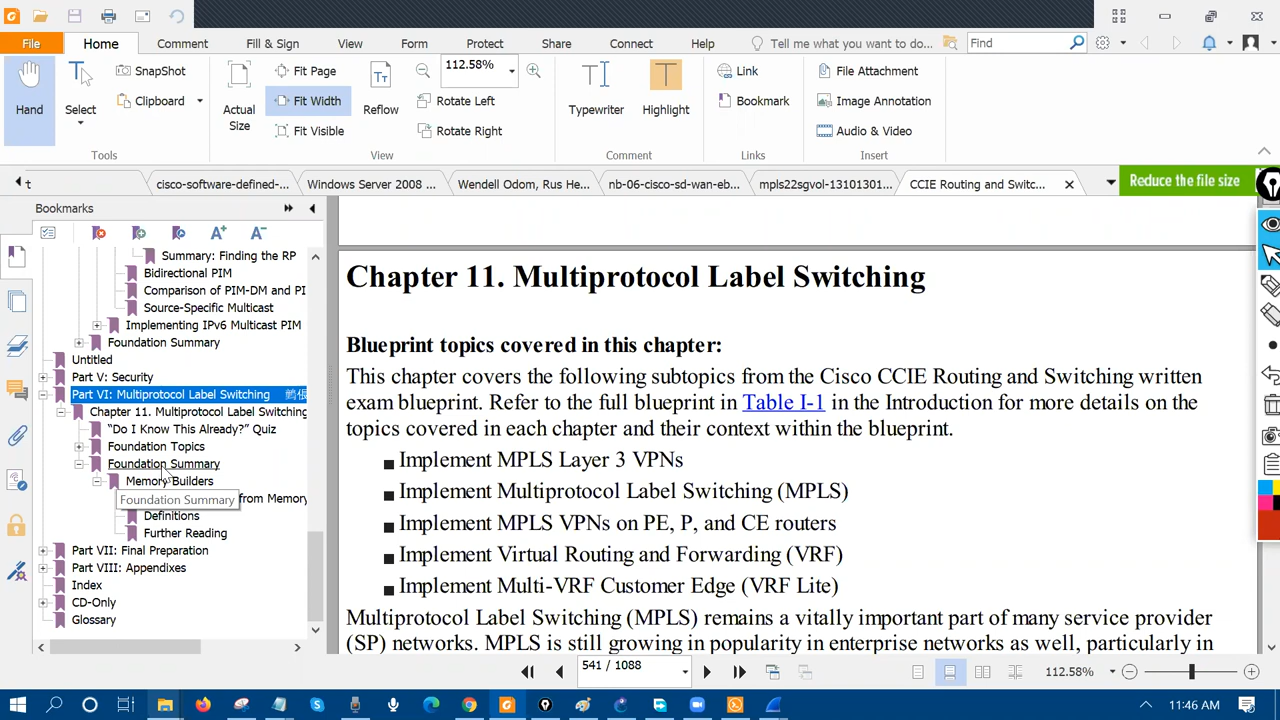 File
Home
Comment
Fill & Sign
View
Form
Protect
Share
Connect
Help
Tell me what you want to do...
Find
Hand
Select
SnapShot
Clipboard
Tools
Actual Size
Fit Page
Fit Width
Fit Visible
Reflow
112.58%
Rotate Left
Rotate Right
View
Typewriter
Highlight
Comment
Link
Bookmark
Links
File Attachment
Image Annotation
Audio & Video
Insert
t
cisco-software-defined-...
Windows Server 2008 ...
Wendell Odom, Rus He...
nb-06-cisco-sd-wan-eb...
mpls22sgvol-13101301...
CCIE Routing and Switc...
Reduce the file size
Bookmarks
Summary: Finding the RP
Bidirectional PIM
Comparison of PIM-DM and PI
Source-Specific Multicast
Implementing IPv6 Multicast PIM
Foundation Summary
Untitled
Part V: Security
Part VI: Multiprotocol Label Switching
Chapter 11. Multiprotocol Label Switching
“Do I Know This Already?” Quiz
Foundation Topics
Foundation Summary
Memory Builders
Foundation Summary
from Memory
Definitions
Further Reading
Part VII: Final Preparation
Part VIII: Appendixes
Index
CD-Only
Glossary
Chapter 11. Multiprotocol Label Switching
Blueprint topics covered in this chapter:
This chapter covers the following subtopics from the Cisco CCIE Routing and Switching written
exam blueprint. Refer to the full blueprint in Table I-1 in the Introduction for more details on the
topics covered in each chapter and their context within the blueprint.
Implement MPLS Layer 3 VPNs
Implement Multiprotocol Label Switching (MPLS)
Implement MPLS VPNs on PE, P, and CE routers
Implement Virtual Routing and Forwarding (VRF)
Implement Multi-VRF Customer Edge (VRF Lite)
Multiprotocol Label Switching (MPLS) remains a vitally important part of many service provider
(SP) networks. MPLS is still growing in popularity in enterprise networks as well, particularly in
541 / 1088
112.58%
11:46 AM